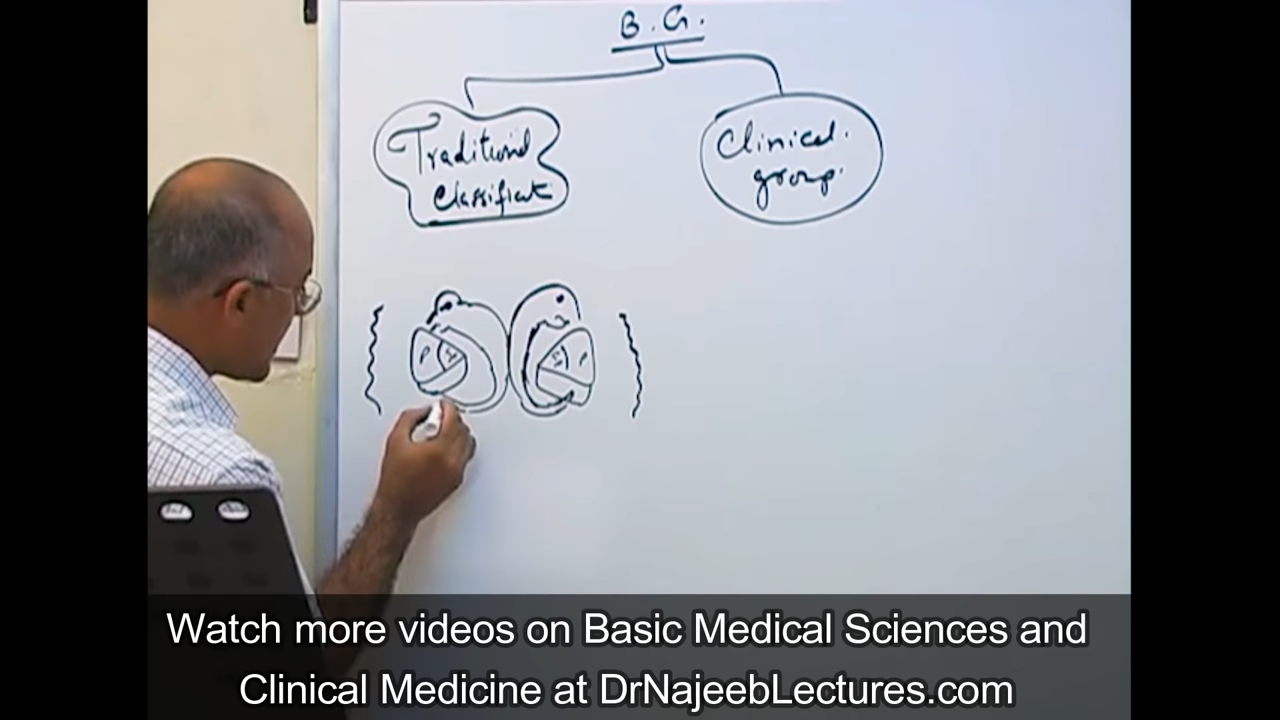 B.G.
Traditional
Clinical.
Classificat
group.
P
P
Watch more videos on Basic Medical Sciences and
Clinical Medicine at DrNajeebLectures.com